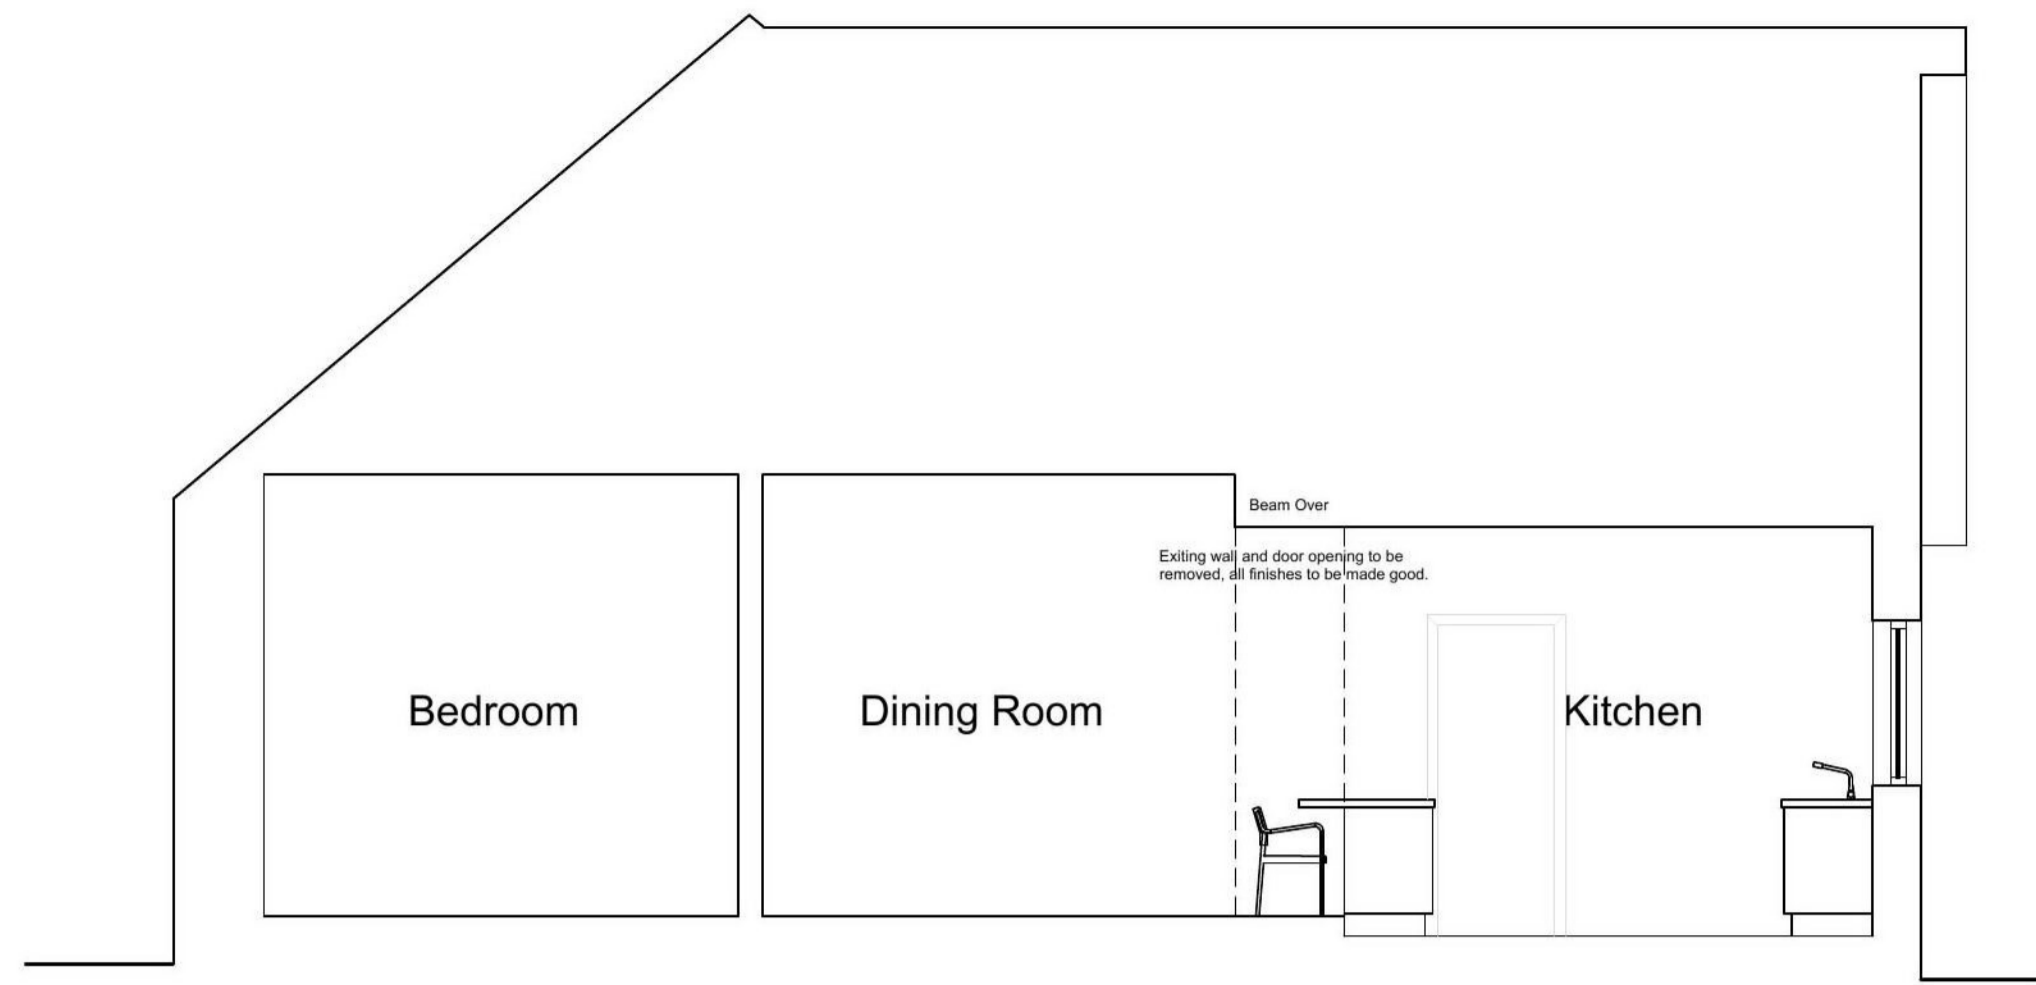 Beam Over
Exiting wall and door opening to be
removed, all finishes to be made good.
Bedroom
Dining Room
Kitchen